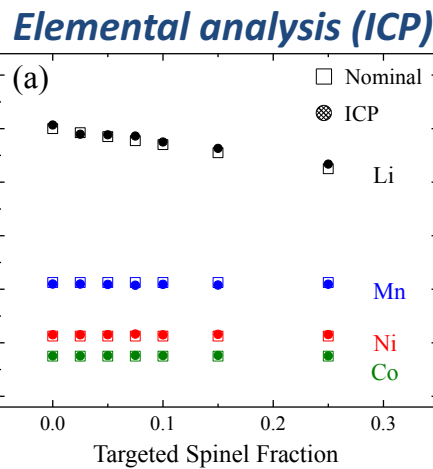 Elemental analysis (ICP)
(a)
Nominal
ICP
Li
Mn
Ni
Co
0.0 0.1 0.2 0.3
Targeted Spinel Fraction